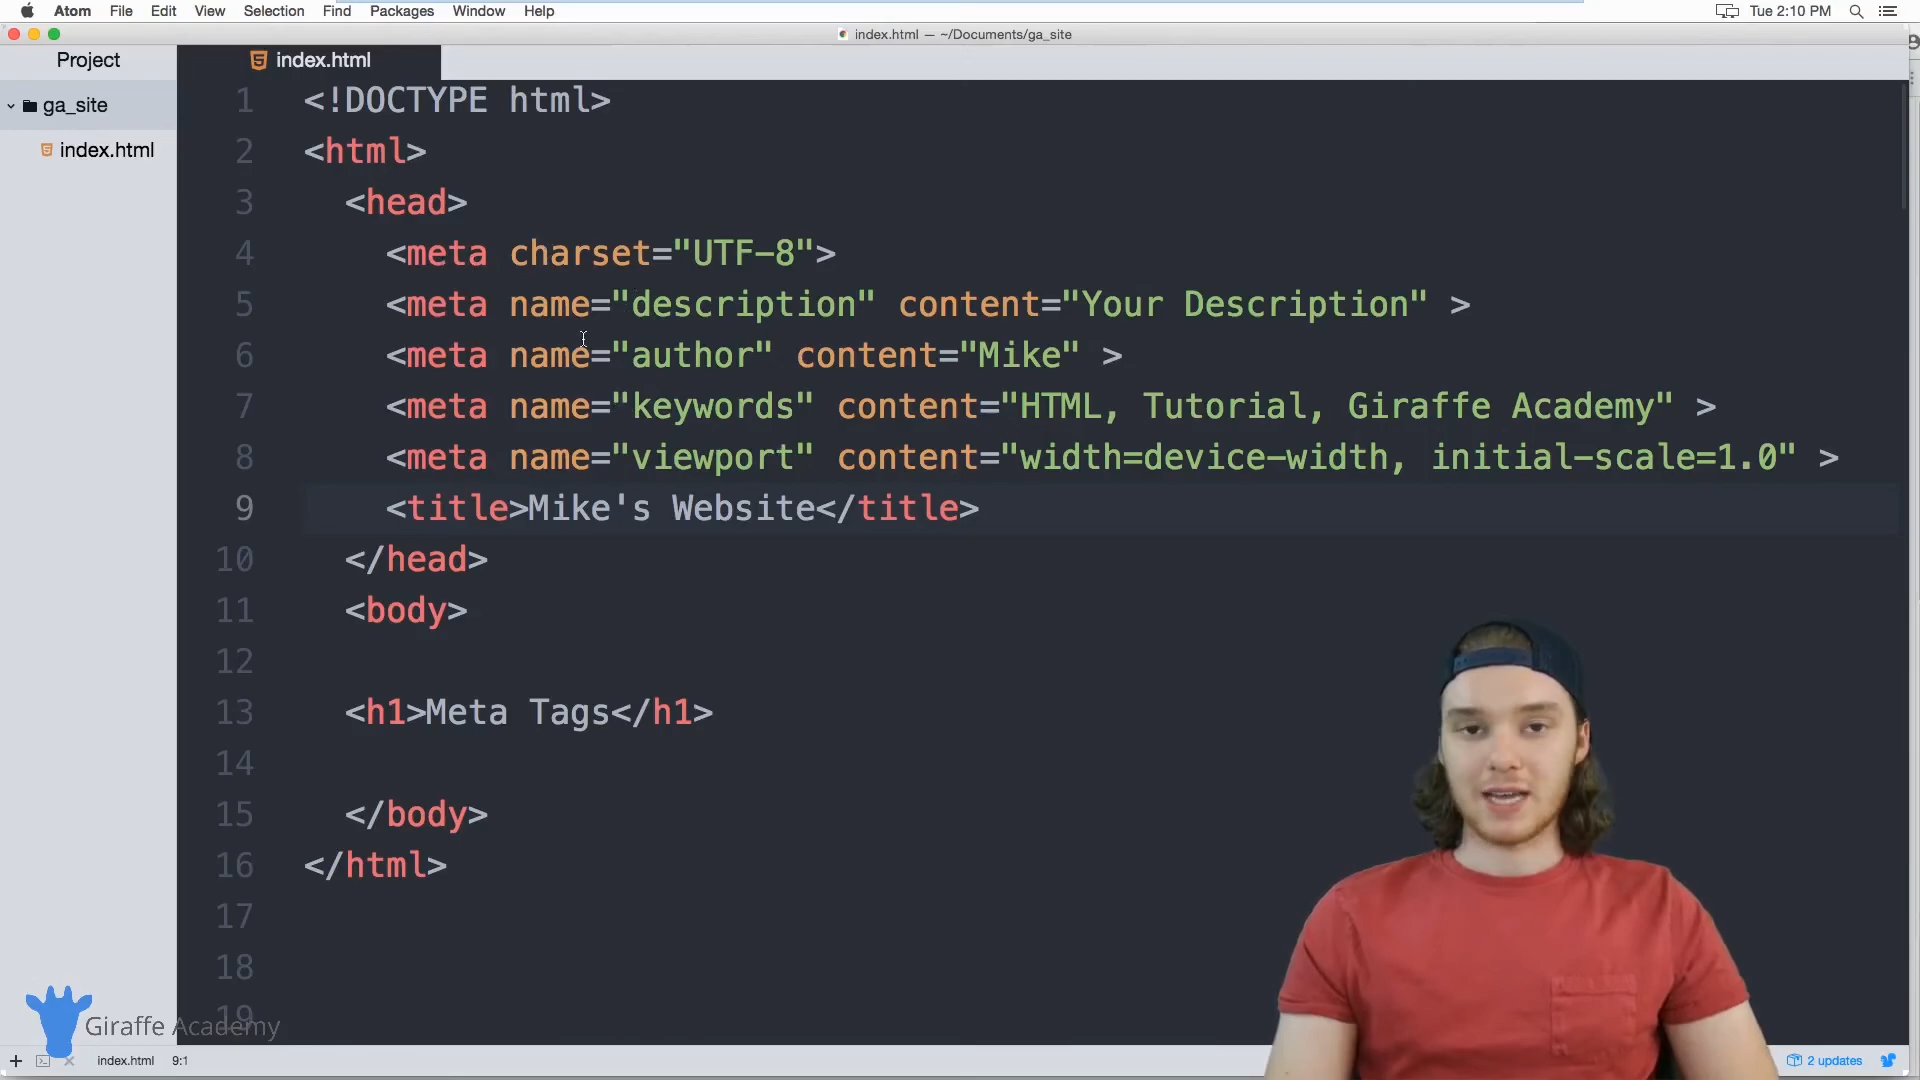 Atom File Edit View Selection Find Packages Window Help Tue 2:10 PM
index.html — ~/Documents/ga_site
Project
index.html
ga_site
index.html
1 <!DOCTYPE html>
2 <html>
3 <head>
4 <meta charset="UTF-8">
5 <meta name="description" content="Your Description" >
6 <meta name="author" content="Mike" >
7 <meta name="keywords" content="HTML, Tutorial, Giraffe Academy" >
8 <meta name="viewport" content="width=device-width, initial-scale=1.0" >
9 <title>Mike's Website</title>
10 </head>
11 <body>
12
13 <h1>Meta Tags</h1>
14
15 </body>
16 </html>
17
18
19
Giraffe Academy
index.html 9:1 2 updates